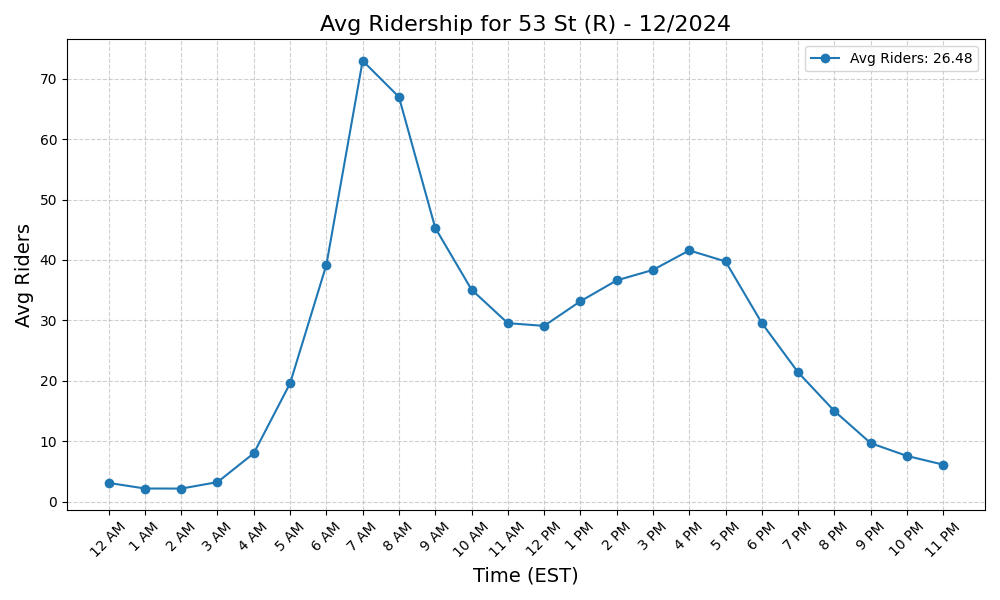 Avg Ridership for 53 St (R) - 12/2024
Avg Riders: 26.48
Avg Riders
70
60
50
40
30
20
10
0
12 AM
1 AM
2 AM
3 AM
4 AM
5 AM
6 AM
7 AM
8 AM
9 AM
10 AM
11 AM
12 PM
1 PM
2 PM
3 PM
4 PM
5 PM
6 PM
7 PM
8 PM
9 PM
10 PM
11 PM
Time (EST)